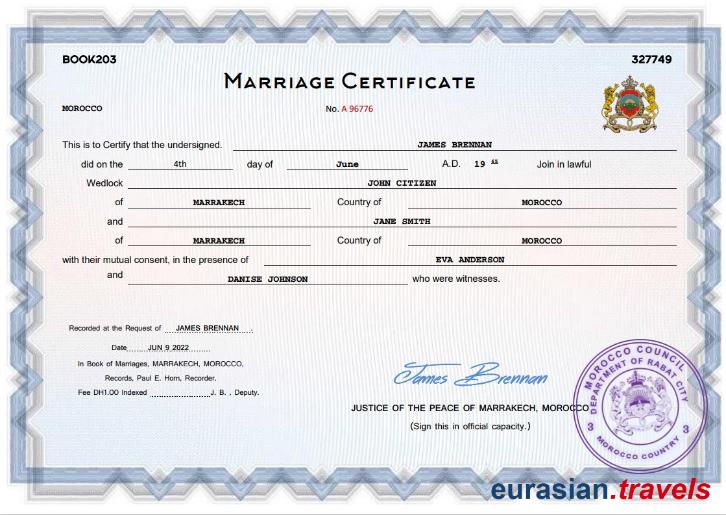 BOOK203 327749
MARRIAGE CERTIFICATE
MOROCCO No. A 96776
This is to Certify that the undersigned. JAMES BRENNAN
did on the 4th day of June A.D. 19 Join in lawful
Wedlock JOHN CITIZEN
of MARRAKECH Country of MOROCCO
and JANE SMITH
of MARRAKECH Country of MOROCCO
with their mutual consent, in the presence of EVA ANDERSON
and DANISE JOHNSON who were witnesses.
Recorded at the Request of JAMES BRENNAN .
Date JUN 9 2022
In Book of Marriages, MARRAKECH, MOROCCO,
Records, Paul E. Horn, Recorder.
Fee DH1.00 Indexed J. B. . Deputy.
James Brennan
JUSTICE OF THE PEACE OF MARRAKECH, MOROCCO
(Sign this in official capacity.)
MOROCCO COUNCIL
DEPARTMENT OF RABAT CITY
3 3
MOROCCO COUNTRY
eurasian.travels